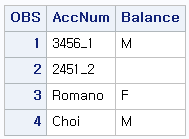 OBS AccNum Balance
1 3456_1 M
2 2451_2
3 Romano F
4 Choi M